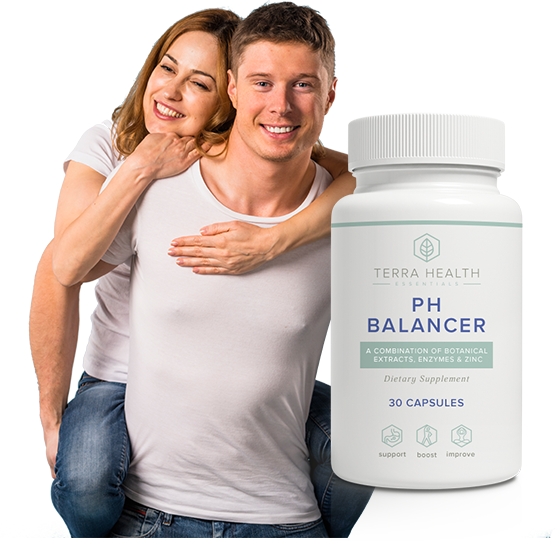 TERRA HEALTH
ESSENTIALS
PH
BALANCER
A COMBINATION OF BOTANICAL
EXTRACTS, ENZYMES & ZINC
Dietary Supplement
30 CAPSULES
support boost improve